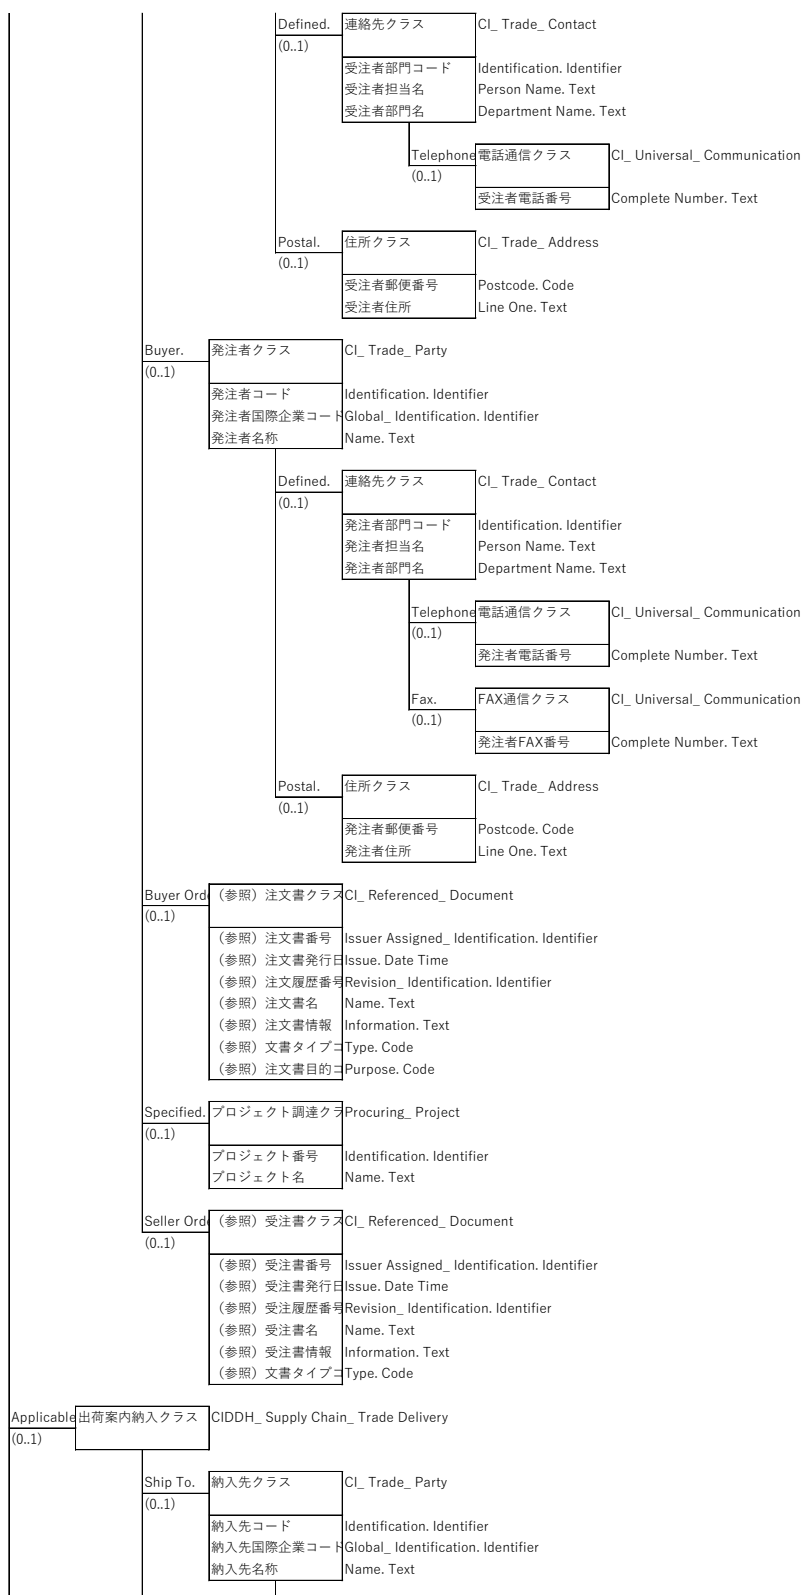 Defined. 連絡先クラス CI_ Trade_ Contact
(0..1)
受注者部門コード Identification. Identifier
受注者担当名 Person Name. Text
受注者部門名 Department Name. Text
Telephone 電話通信クラス CI_ Universal_ Communication
(0..1)
受注者電話番号 Complete Number. Text
Postal. 住所クラス CI_ Trade_ Address
(0..1)
受注者郵便番号 Postcode. Code
受注者住所 Line One. Text
Buyer. 発注者クラス CI_ Trade_ Party
(0..1)
発注者コード Identification. Identifier
発注者国際企業コード Global_ Identification. Identifier
発注者名称 Name. Text
Defined. 連絡先クラス CI_ Trade_ Contact
(0..1)
発注者部門コード Identification. Identifier
発注者担当名 Person Name. Text
発注者部門名 Department Name. Text
Telephone 電話通信クラス CI_ Universal_ Communication
(0..1)
発注者電話番号 Complete Number. Text
Fax. FAX通信クラス CI_ Universal_ Communication
(0..1)
発注者FAX番号 Complete Number. Text
Postal. 住所クラス CI_ Trade_ Address
(0..1)
発注者郵便番号 Postcode. Code
発注者住所 Line One. Text
Buyer Ord (参照）注文書クラス CI_ Referenced_ Document
(0..1)
（参照）注文書番号 Issuer Assigned_ Identification. Identifier
（参照）注文書発行日 Issue. Date Time
（参照）注文履歴番号 Revision_ Identification. Identifier
（参照）注文書名 Name. Text
（参照）注文書情報 Information. Text
（参照）文書タイプコ Type. Code
（参照）注文書目的コ Purpose. Code
Specified. プロジェクト調達クラ Procuring_ Project
(0..1)
プロジェクト番号 Identification. Identifier
プロジェクト名 Name. Text
Seller Ord （参照）受注書クラス CI_ Referenced_ Document
(0..1)
（参照）受注書番号 Issuer Assigned_ Identification. Identifier
（参照）受注書発行日 Issue. Date Time
（参照）受注履歴番号 Revision_ Identification. Identifier
（参照）受注書名 Name. Text
（参照）受注書情報 Information. Text
（参照）文書タイプコ Type. Code
Applicable 出荷案内納入クラス CIDDH_ Supply Chain_ Trade Delivery
(0..1)
Ship To. 納入先クラス CI_ Trade_ Party
(0..1)
納入先コード Identification. Identifier
納入先国際企業コード Global_ Identification. Identifier
納入先名称 Name. Text